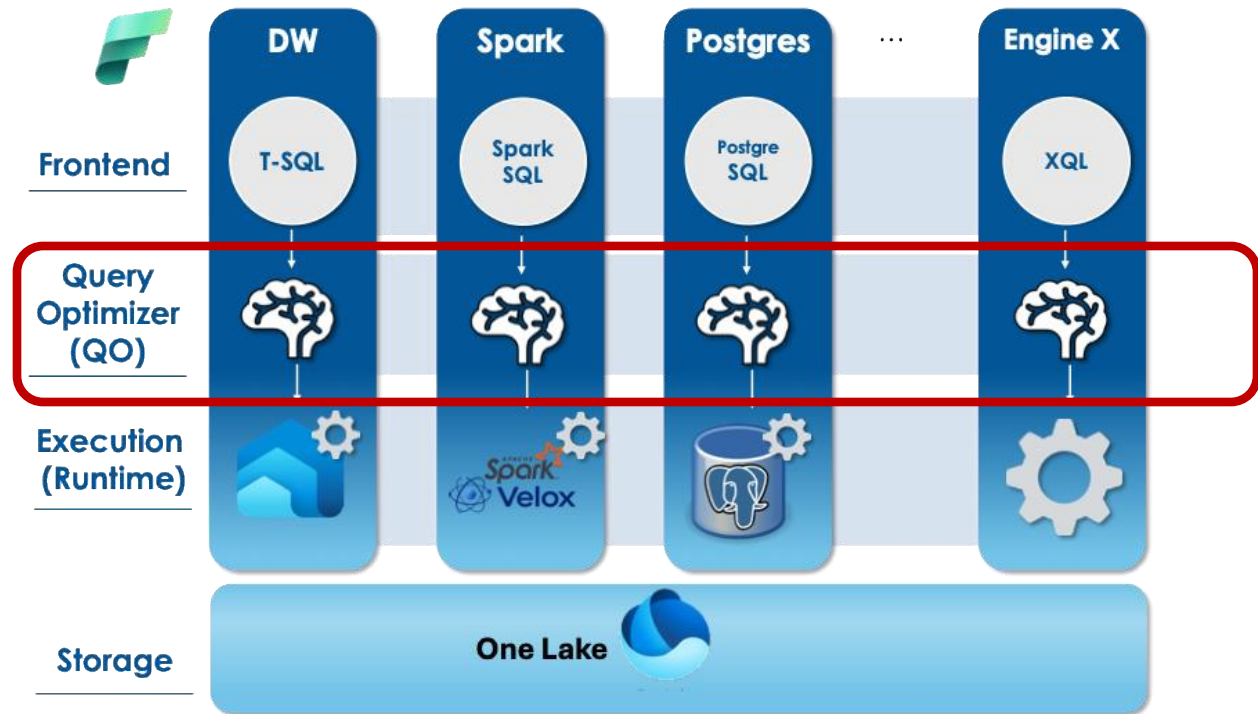 DW
Spark
Postgres
...
Engine X
Frontend
T-SQL
Spark
SQL
Postgre
SQL
XQL
Query
Optimizer
(QO)
Execution
(Runtime)
APACHE
Spark
Velox
Storage
One Lake